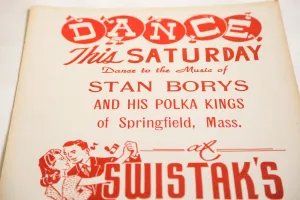 DANCE
This SATURDAY
Dance to the Music of
STAN BORYS
AND HIS POLKA KINGS
of Springfield, Mass.
at
SWISTAK'S